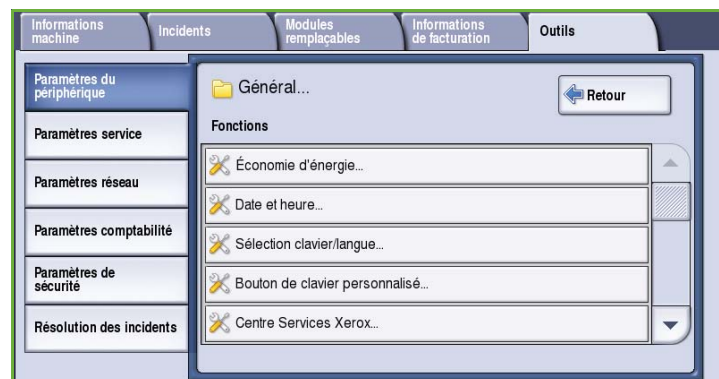 Informations
machine
Incidents
Modules
remplaçables
Informations
de facturation
Outils
Paramètres du
périphérique
Paramètres service
Paramètres réseau
Paramètres comptabilité
Paramètres de
sécurité
Résolution des incidents
Général...
Retour
Fonctions
Économie d'énergie...
Date et heure...
Sélection clavier/langue...
Bouton de clavier personnalisé...
Centre Services Xerox...